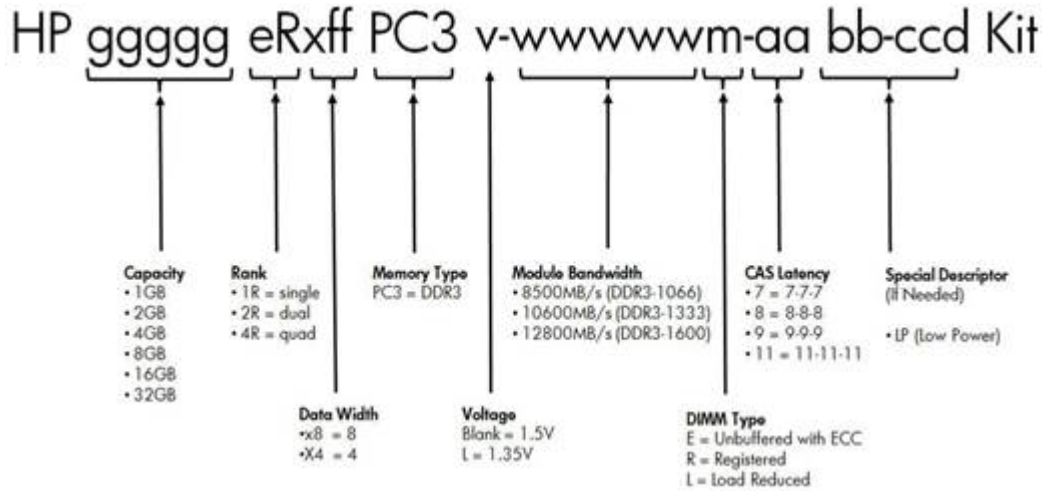 HP ggggg eRxff PC3 v-wwwwwm-aa bb-ccd Kit
Capacity
• 1GB
• 2GB
• 4GB
• 8GB
• 16GB
• 32GB
Rank
• 1R = single
• 2R = dual
• 4R = quad
Memory Type
PC3 = DDR3
Module Bandwidth
• 8500MB/s (DDR3-1066)
• 10600MB/s (DDR3-1333)
• 12800MB/s (DDR3-1600)
CAS Latency
• 7 = 7-7-7
• 8 = 8-8-8
• 9 = 9-9-9
• 11 = 11-11-11
Special Descriptor
(If Needed)
• LP (Low Power)
Data Width
•x8 = 8
•X4 = 4
Voltage
Blank = 1.5V
L = 1.35V
DIMM Type
E = Unbuffered with ECC
R = Registered
L = Load Reduced